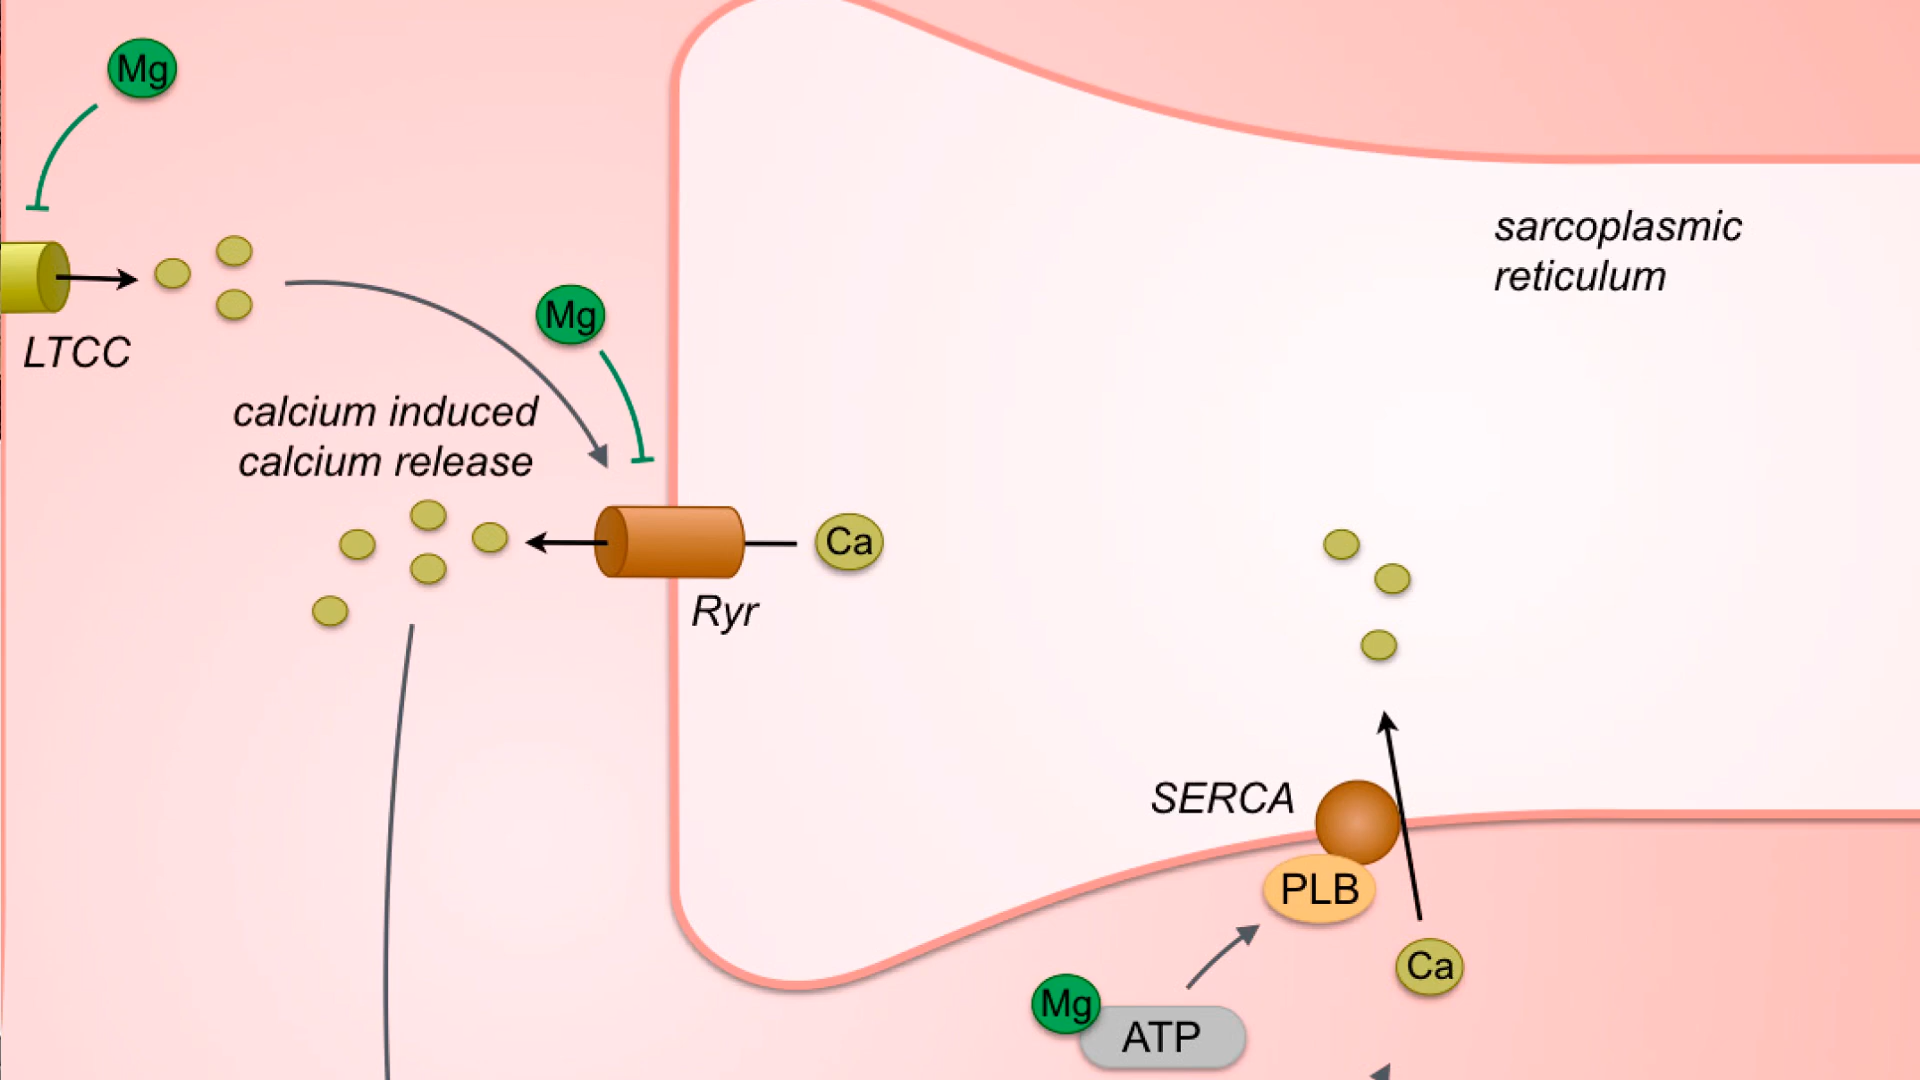 Mg
LTCC
Mg
calcium induced
calcium release
Ca
Ryr
sarcoplasmic
reticulum
SERCA
PLB
Ca
Mg
ATP